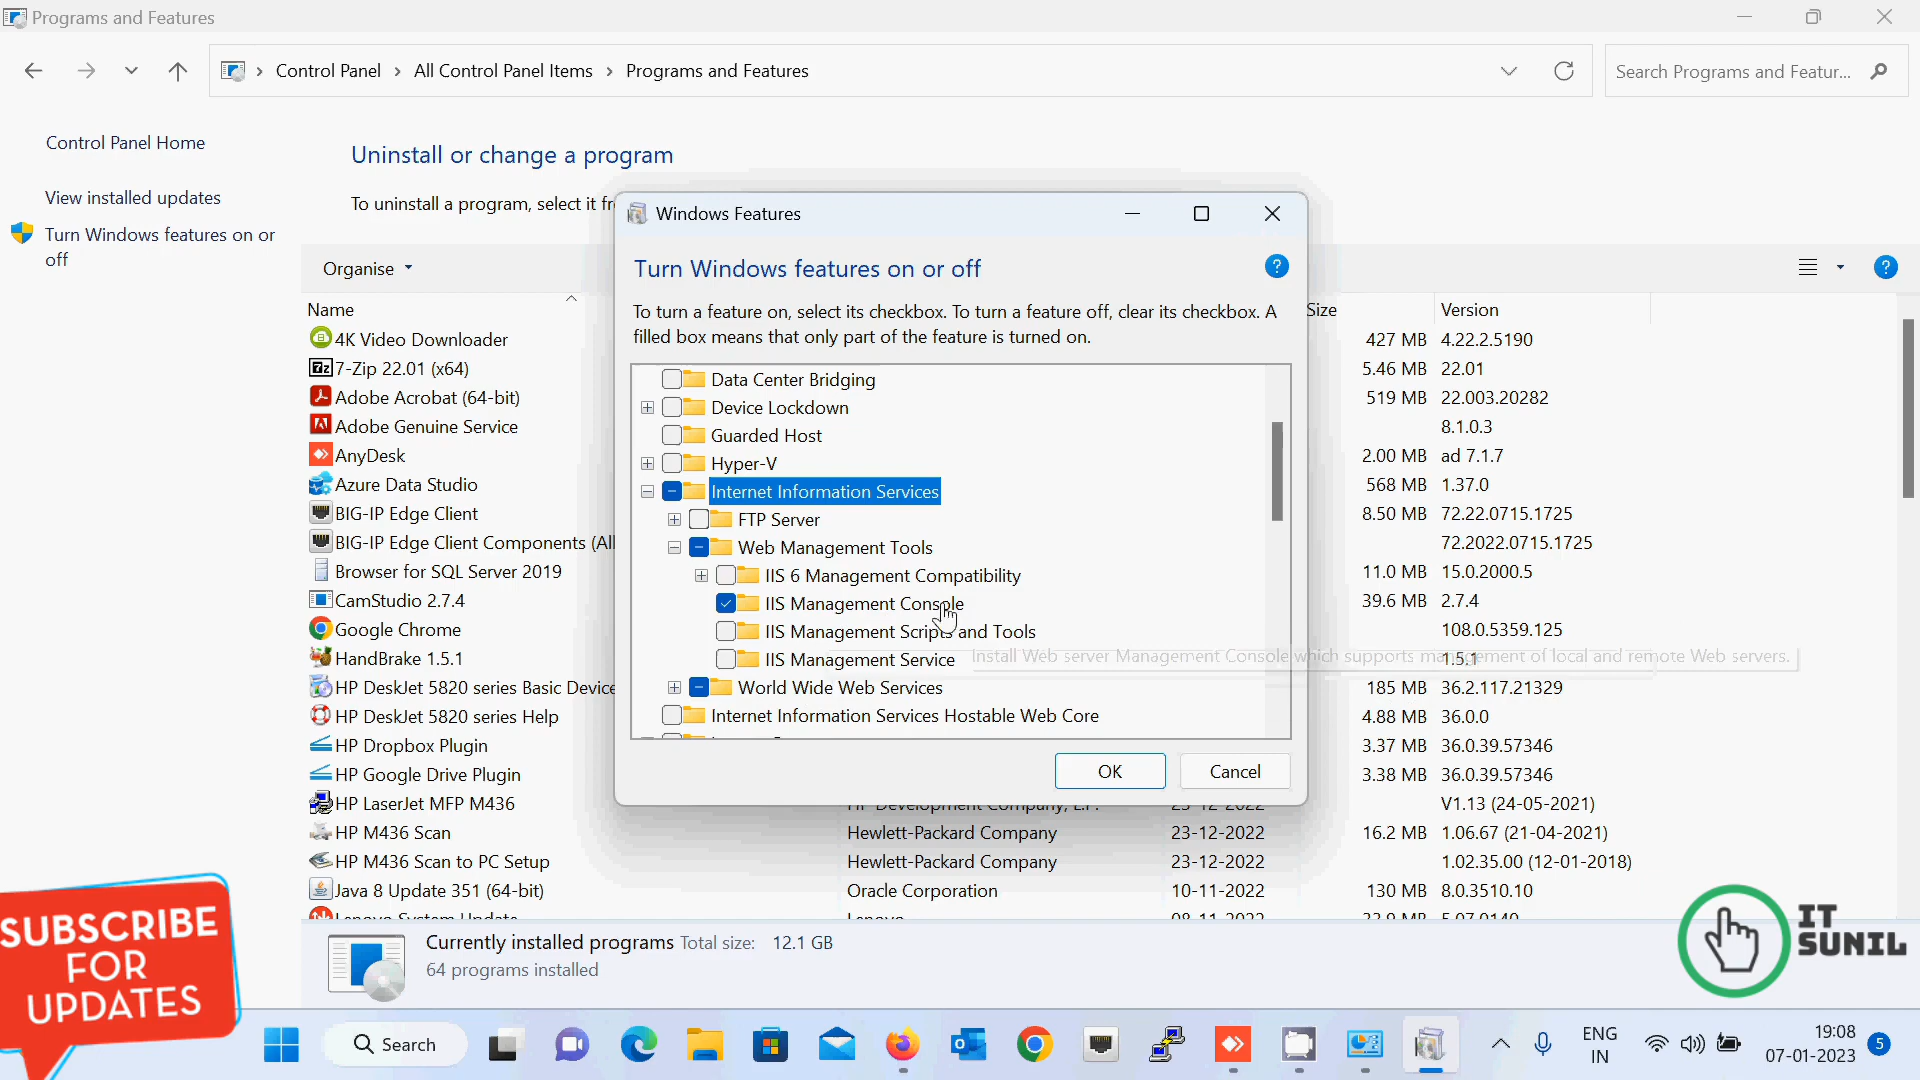 Programs and Features
Control Panel
All Control Panel Items
Programs and Features
Search Programs and Featur...
Control Panel Home
View installed updates
Turn Windows features on or
off
Uninstall or change a program
To uninstall a program, select it fr
Organise
Name
Size
Version
4K Video Downloader
427 MB 4.22.2.5190
7-Zip 22.01 (x64)
5.46 MB 22.01
Adobe Acrobat (64-bit)
519 MB 22.003.20282
Adobe Genuine Service
8.1.0.3
AnyDesk
2.00 MB ad 7.1.7
Azure Data Studio
568 MB 1.37.0
BIG-IP Edge Client
8.50 MB 72.22.0715.1725
BIG-IP Edge Client Components (All
72.2022.0715.1725
Browser for SQL Server 2019
11.0 MB 15.0.2000.5
CamStudio 2.7.4
39.6 MB 2.7.4
Google Chrome
108.0.5359.125
HandBrake 1.5.1
1.5.1
HP DeskJet 5820 series Basic Device
185 MB 36.2.117.21329
HP DeskJet 5820 series Help
4.88 MB 36.0.0
HP Dropbox Plugin
3.37 MB 36.0.39.57346
HP Google Drive Plugin
3.38 MB 36.0.39.57346
HP LaserJet MFP M436
HP Development Company, L.P.
23-12-2022
V1.13 (24-05-2021)
HP M436 Scan
Hewlett-Packard Company
23-12-2022
16.2 MB 1.06.67 (21-04-2021)
HP M436 Scan to PC Setup
Hewlett-Packard Company
23-12-2022
1.02.35.00 (12-01-2018)
Java 8 Update 351 (64-bit)
Oracle Corporation
10-11-2022
130 MB 8.0.3510.10
Lenovo System Update
Lenovo
Windows Features
Turn Windows features on or off
To turn a feature on, select its checkbox. To turn a feature off, clear its checkbox. A
filled box means that only part of the feature is turned on.
Data Center Bridging
Device Lockdown
Guarded Host
Hyper-V
Internet Information Services
FTP Server
Web Management Tools
IIS 6 Management Compatibility
IIS Management Console
IIS Management Scripts and Tools
IIS Management Service
Install Web server Management Console which supports management of local and remote Web servers.
World Wide Web Services
Internet Information Services Hostable Web Core
OK
Cancel
Currently installed programs Total size: 12.1 GB
64 programs installed
SUBSCRIBE
FOR
UPDATES
IT
SUNIL
Search
ENG
IN
19:08
07-01-2023
5